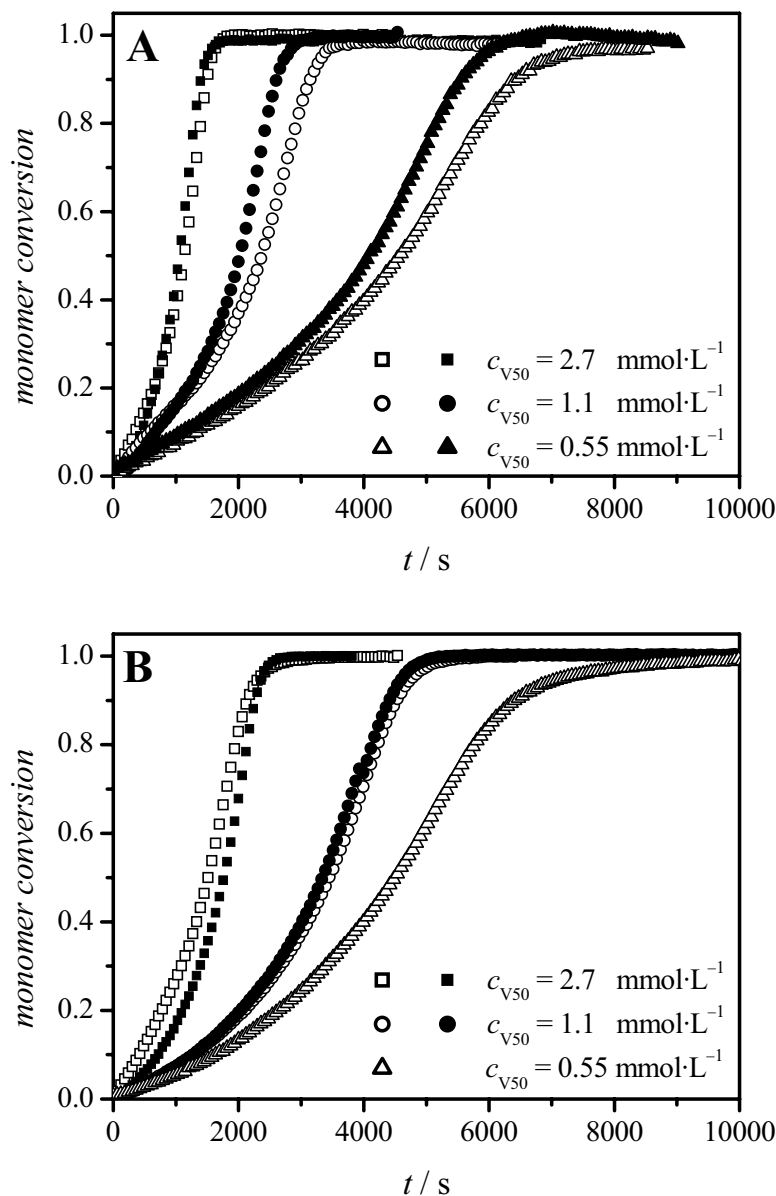 A
1.0
0.8
0.6
0.4
0.2
0.0
monomer conversion
c_V50 = 2.7 mmol·L⁻¹
c_V50 = 1.1 mmol·L⁻¹
c_V50 = 0.55 mmol·L⁻¹
0 2000 4000 6000 8000 10000
t / s
B
1.0
0.8
0.6
0.4
0.2
0.0
monomer conversion
c_V50 = 2.7 mmol·L⁻¹
c_V50 = 1.1 mmol·L⁻¹
c_V50 = 0.55 mmol·L⁻¹
0 2000 4000 6000 8000 10000
t / s